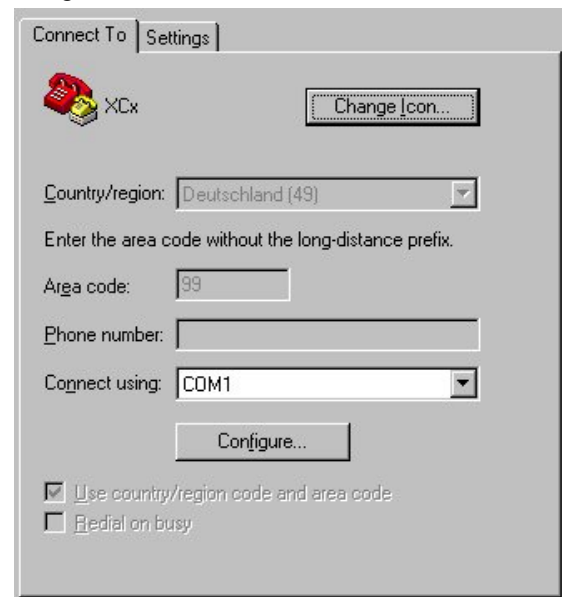 Connect To Settings
XCx Change Icon...
Country/region: Deutschland (49)
Enter the area code without the long-distance prefix.
Area code: 99
Phone number:
Connect using: COM1
Configure...
Use country/region code and area code
Redial on busy